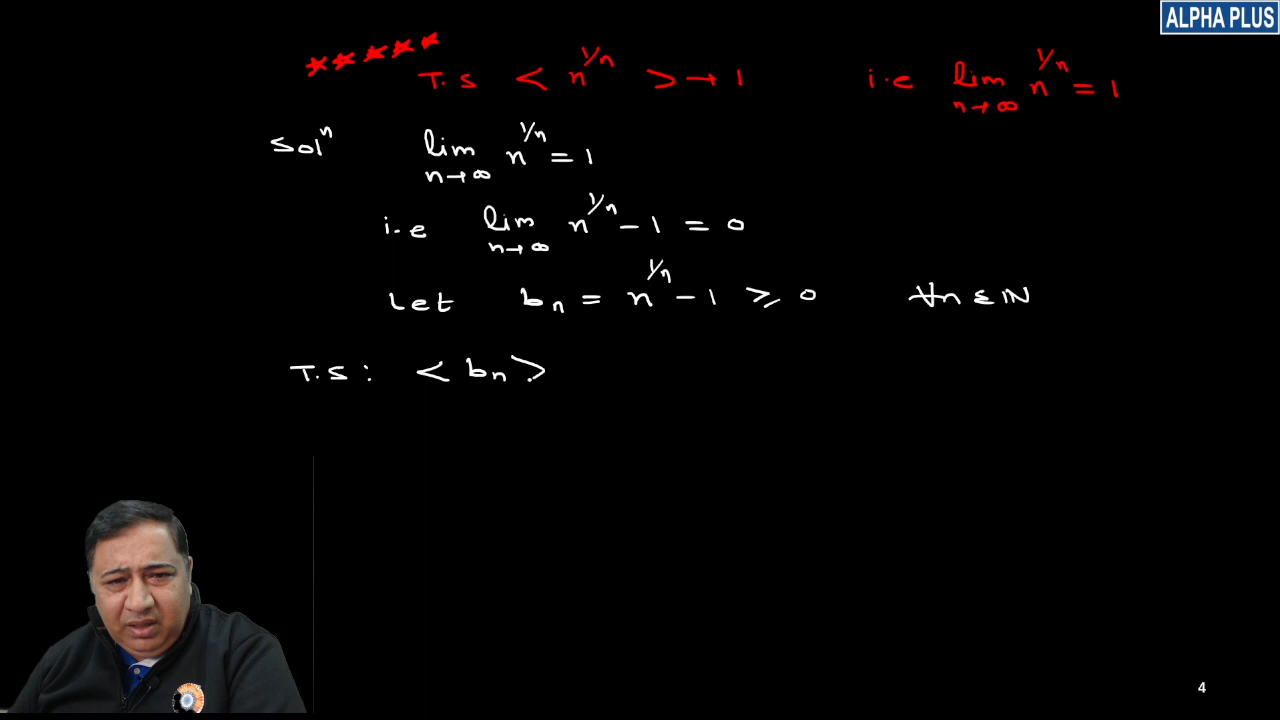 ALPHA PLUS
***** T.S < n^{1/n} > → 1 i.e lim_{n→∞} n^{1/n} = 1
Solⁿ lim_{n→∞} n^{1/n} = 1
i.e lim_{n→∞} n^{1/n} - 1 = 0
Let b_n = n^{1/n} - 1 ≥ 0 ∀n ∈ ℕ
T.S : < b_n >
4